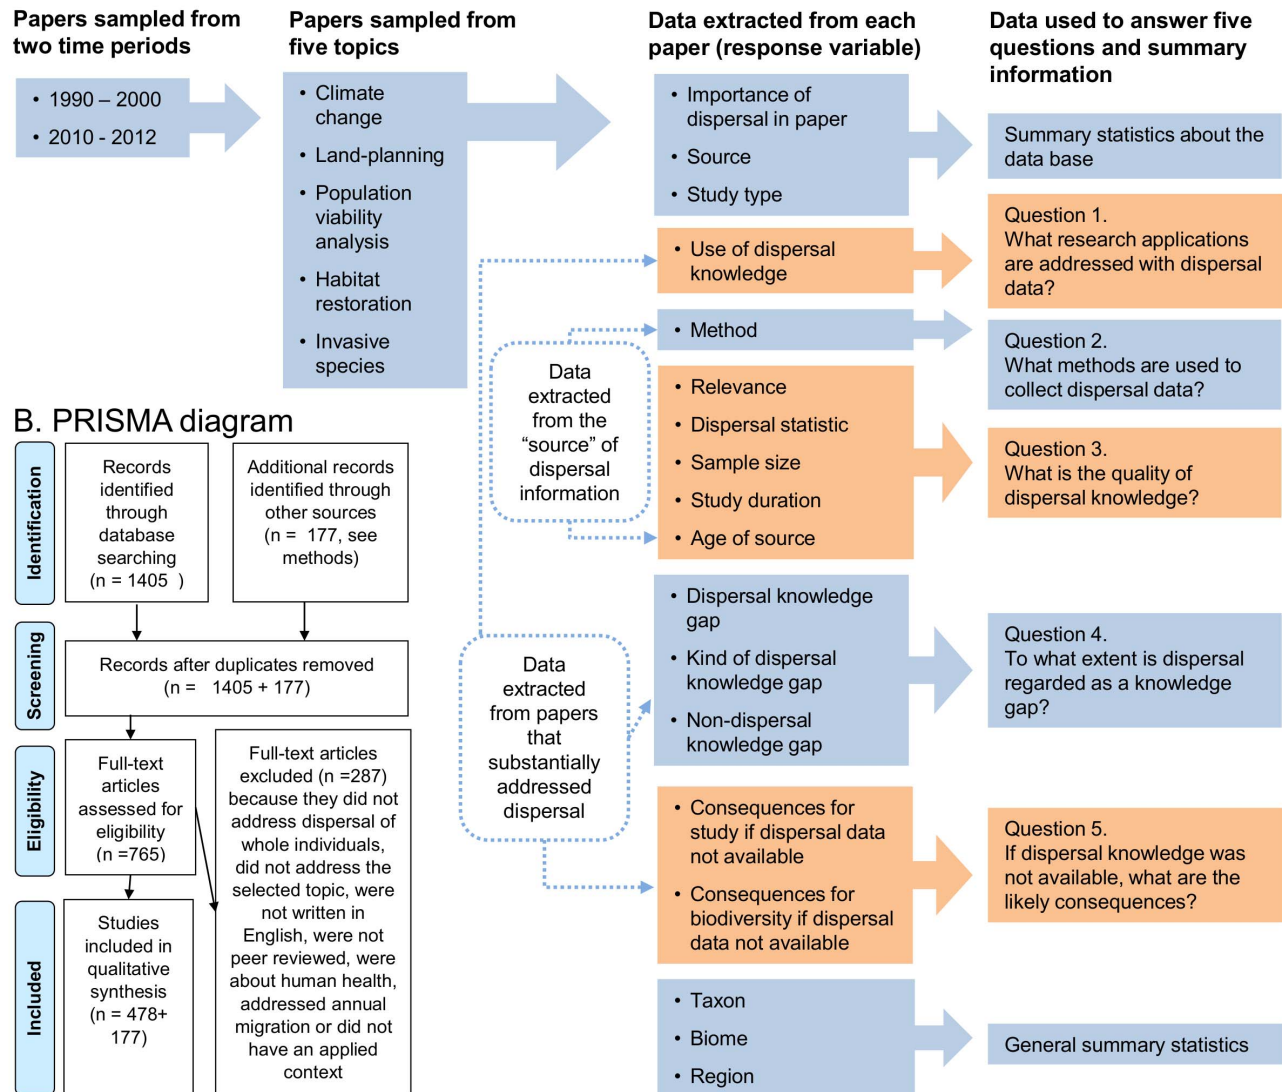 Papers sampled from
two time periods
• 1990 – 2000
• 2010 - 2012
Papers sampled from
five topics
• Climate
change
• Land-planning
• Population
viability
analysis
• Habitat
restoration
• Invasive
species
Data extracted from each
paper (response variable)
• Importance of
dispersal in paper
• Source
• Study type
• Use of dispersal
knowledge
• Method
• Relevance
• Dispersal statistic
• Sample size
• Study duration
• Age of source
• Dispersal knowledge
gap
• Kind of dispersal
knowledge gap
• Non-dispersal
knowledge gap
• Consequences for
study if dispersal data
not available
• Consequences for
biodiversity if dispersal
data not available
• Taxon
• Biome
• Region
Data used to answer five
questions and summary
information
Summary statistics about the
data base
Question 1.
What research applications
are addressed with dispersal
data?
Question 2.
What methods are used to
collect dispersal data?
Question 3.
What is the quality of
dispersal knowledge?
Question 4.
To what extent is dispersal
regarded as a knowledge
gap?
Question 5.
If dispersal knowledge was
not available, what are the
likely consequences?
General summary statistics
Data
extracted
from the
“source” of
dispersal
information
Data
extracted
from papers
that
substantially
addressed
dispersal
B. PRISMA diagram
Identification
Records
identified
through
database
searching
(n = 1405 )
Additional records
identified through
other sources
(n = 177, see
methods)
Screening
Records after duplicates removed
(n = 1405 + 177)
Eligibility
Full-text
articles
assessed for
eligibility
(n =765)
Full-text articles
excluded (n =287)
because they did not
address dispersal of
whole individuals,
did not address the
selected topic, were
not written in
English, were not
peer reviewed, were
about human health,
addressed annual
migration or did not
have an applied
context
Included
Studies
included in
qualitative
synthesis
(n = 478+
177)